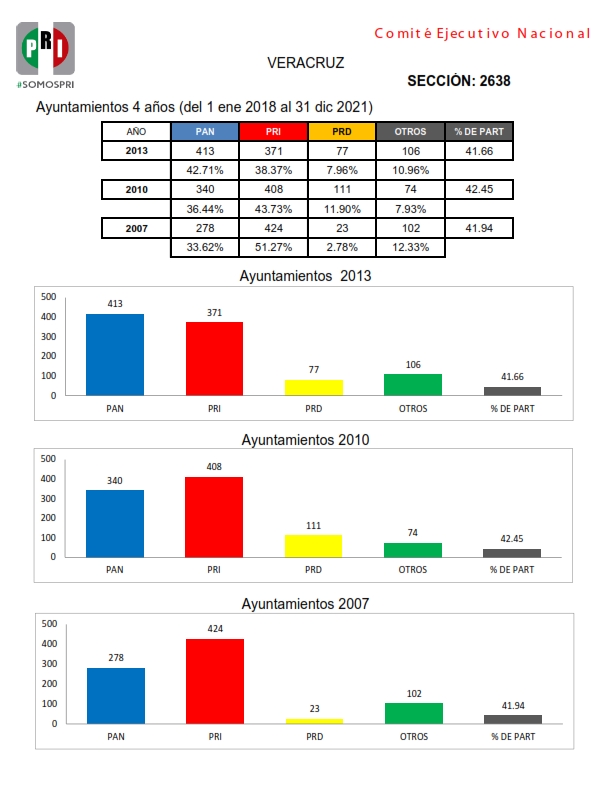 Comité Ejecutivo Nacional
PRI
#SOMOSPRI
VERACRUZ
SECCIÓN: 2638
Ayuntamientos 4 años (del 1 ene 2018 al 31 dic 2021)
AÑO PAN PRI PRD OTROS % DE PART
2013 413 371 77 106 41.66
42.71% 38.37% 7.96% 10.96%
2010 340 408 111 74 42.45
36.44% 43.73% 11.90% 7.93%
2007 278 424 23 102 41.94
33.62% 51.27% 2.78% 12.33%
Ayuntamientos 2013
500
400
300
200
100
0
413 371 77 106 41.66
PAN PRI PRD OTROS % DE PART
Ayuntamientos 2010
500
400
300
200
100
0
340 408 111 74 42.45
PAN PRI PRD OTROS % DE PART
Ayuntamientos 2007
500
400
300
200
100
0
278 424 23 102 41.94
PAN PRI PRD OTROS % DE PART